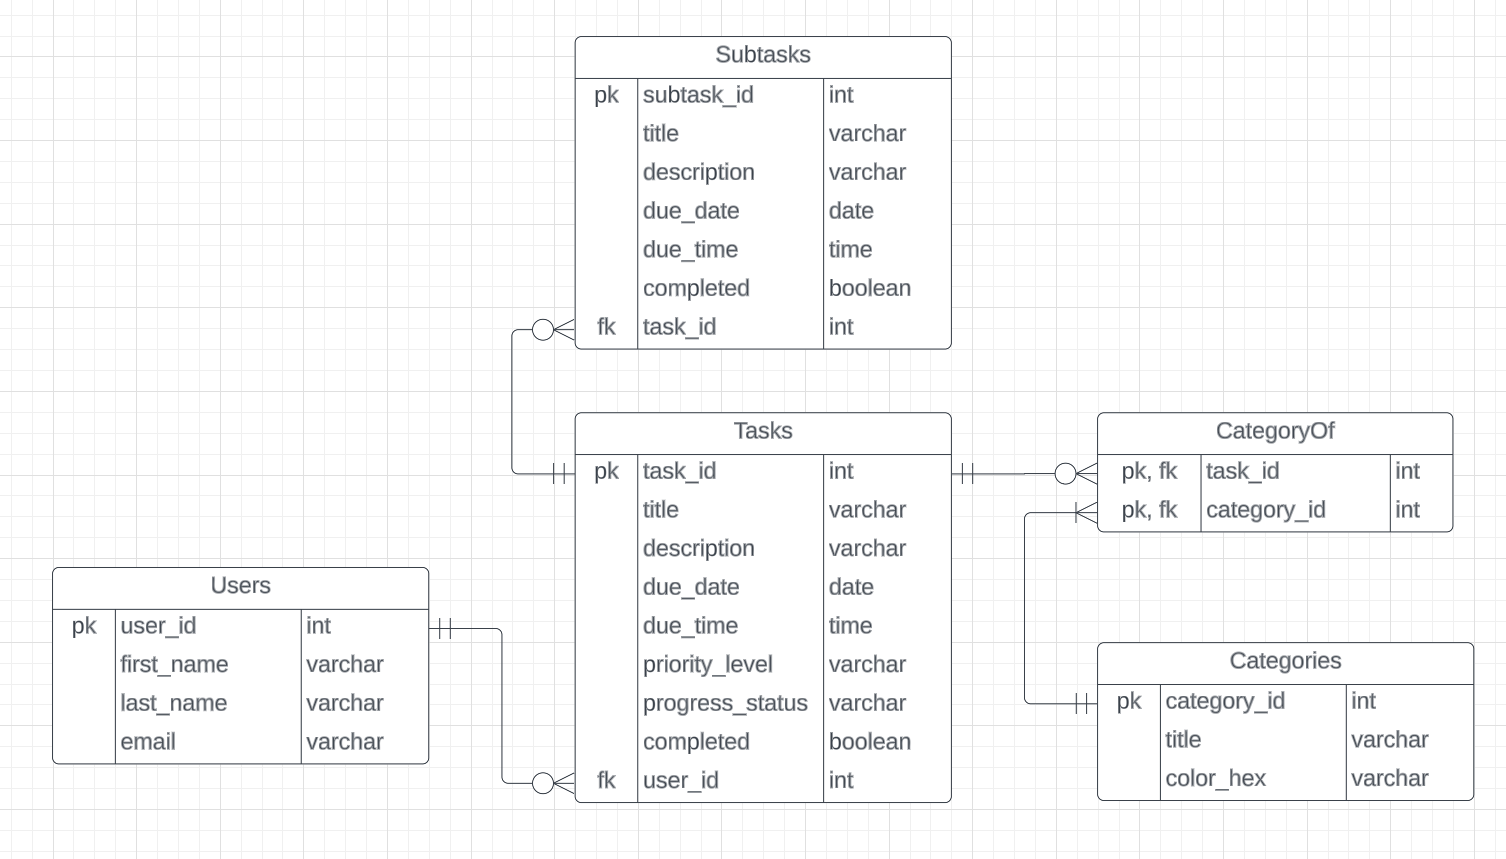 Subtasks
pk subtask_id int
title varchar
description varchar
due_date date
due_time time
completed boolean
fk task_id int
Tasks
pk task_id int
title varchar
description varchar
due_date date
due_time time
priority_level varchar
progress_status varchar
completed boolean
fk user_id int
CategoryOf
pk, fk task_id int
pk, fk category_id int
Users
pk user_id int
first_name varchar
last_name varchar
email varchar
Categories
pk category_id int
title varchar
color_hex varchar